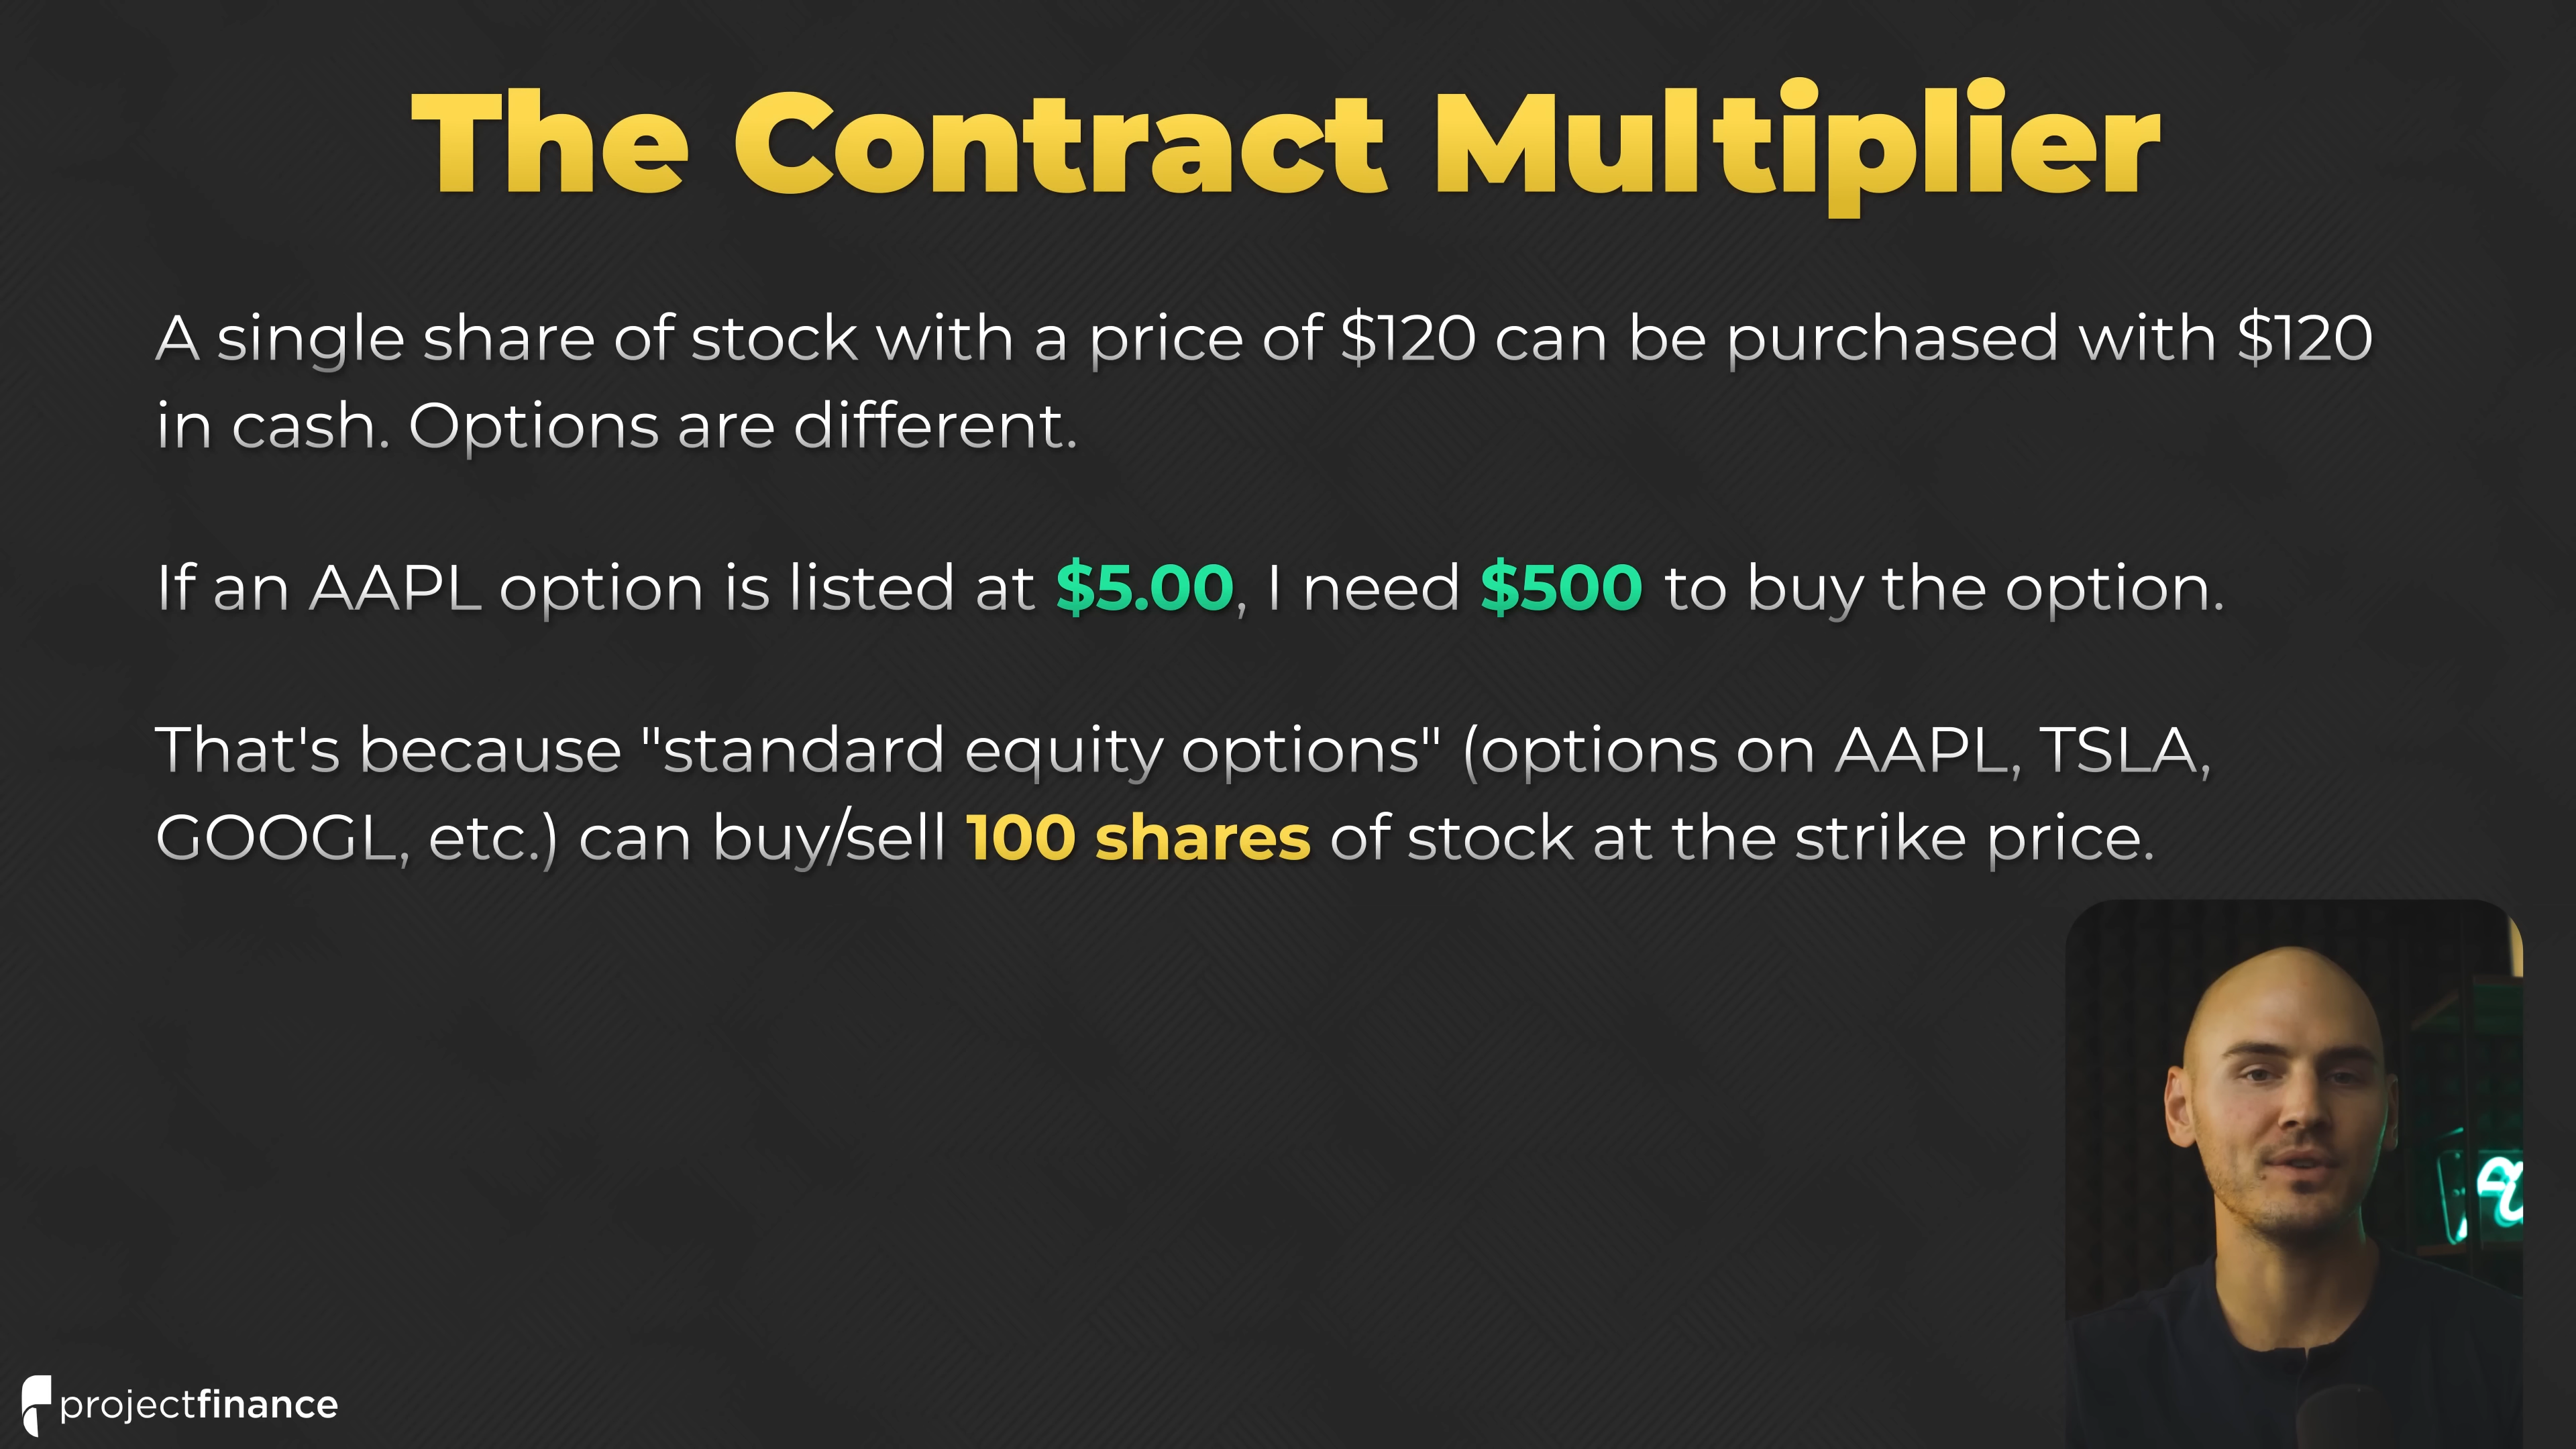 The Contract Multiplier
A single share of stock with a price of $120 can be purchased with $120
in cash. Options are different.
If an AAPL option is listed at $5.00, I need $500 to buy the option.
That's because "standard equity options" (options on AAPL, TSLA,
GOOGL, etc.) can buy/sell 100 shares of stock at the strike price.
projectfinance